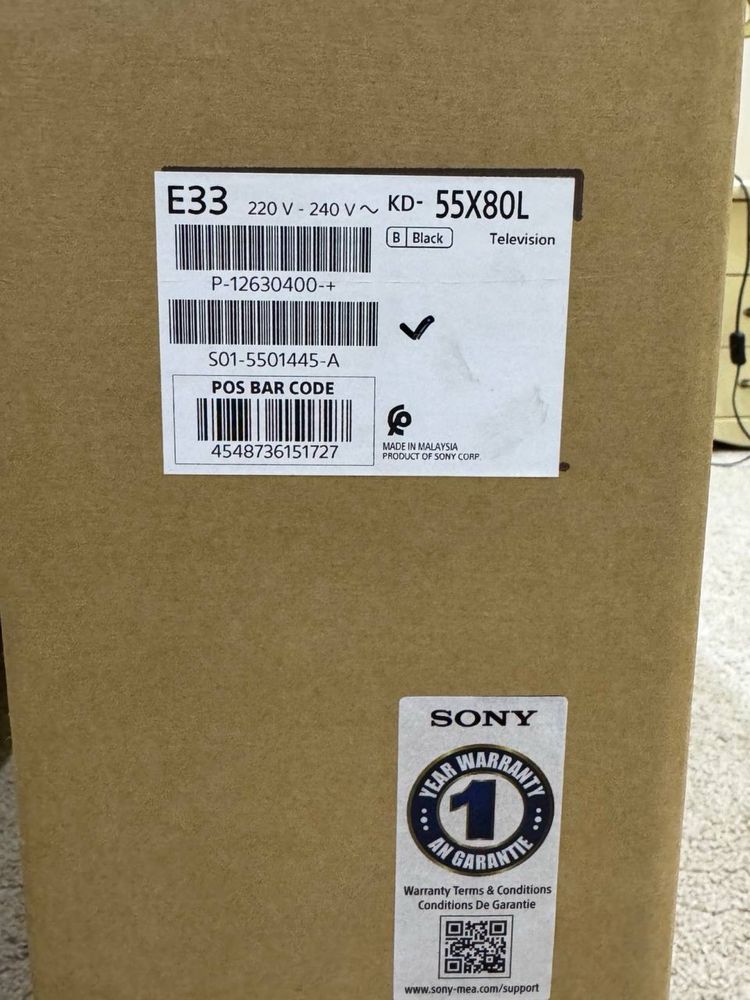 E33 220 V - 240 V ~ KD- 55X80L
B Black Television
P-12630400-+
S01-5501445-A
POS BAR CODE
4548736151727
MADE IN MALAYSIA
PRODUCT OF SONY CORP.
SONY
YEAR WARRANTY
1
AN GARANTIE
Warranty Terms & Conditions
Conditions De Garantie
www.sony-mea.com/support